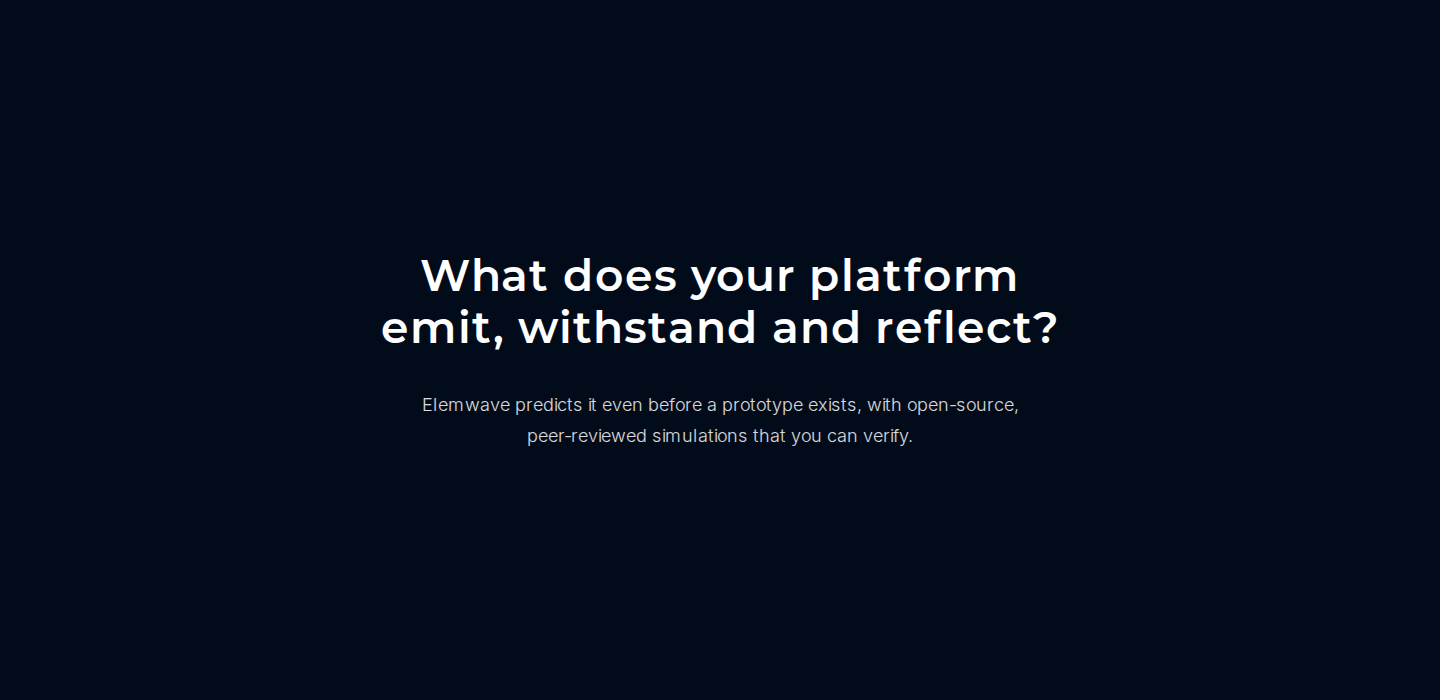 What does your platform
emit, withstand and reflect?
Elemwave predicts it even before a prototype exists, with open-source,
peer-reviewed simulations that you can verify.